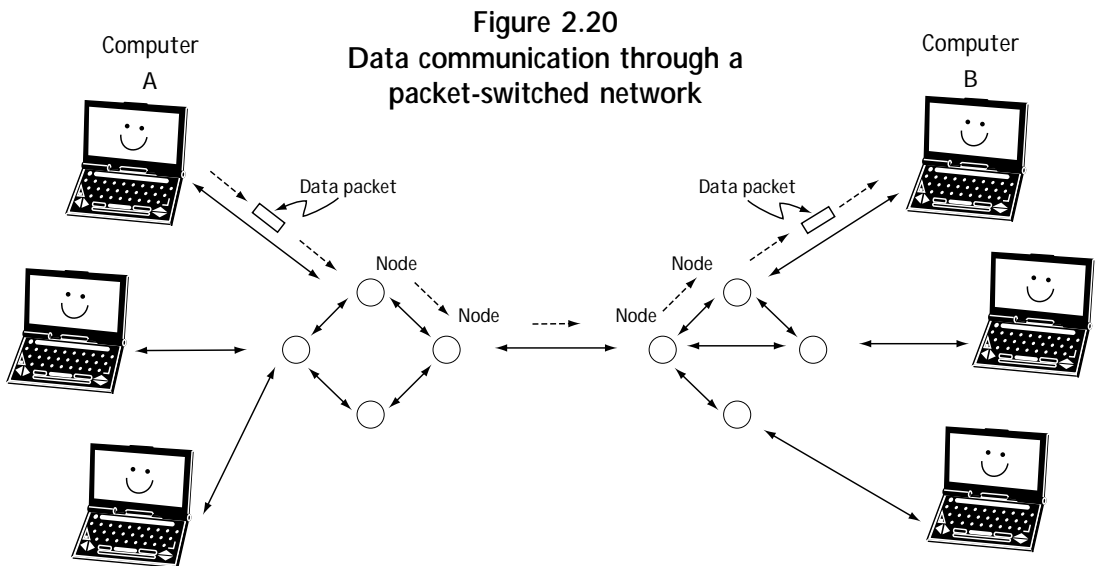 Figure 2.20
Data communication through a
packet-switched network
Computer
A
Computer
B
Data packet
Data packet
Node
Node
Node
Node